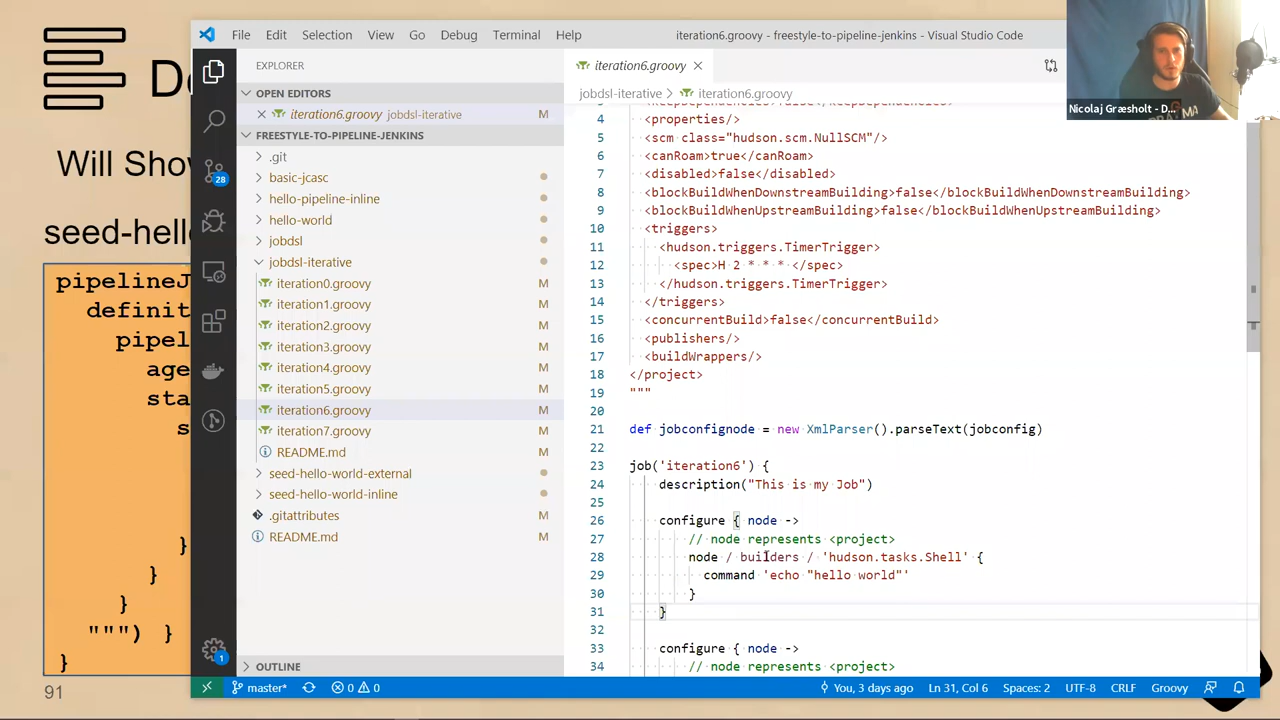 De
Will Shov
seed-hello
pipelineJ
definit
pipel
age
sta
s
}
}
}
""") }
}
91
File Edit Selection View Go Debug Terminal Help
iteration6.groovy - freestyle-to-pipeline-jenkins - Visual Studio Code
Nicolaj Græsholt - D...
EXPLORER
OPEN EDITORS
iteration6.groovy jobdsl-iterative M
FREESTYLE-TO-PIPELINE-JENKINS
.git
basic-jcasc
hello-pipeline-inline
hello-world
jobdsl
jobdsl-iterative
iteration0.groovy M
iteration1.groovy M
iteration2.groovy M
iteration3.groovy M
iteration4.groovy M
iteration5.groovy M
iteration6.groovy M
iteration7.groovy M
README.md M
seed-hello-world-external
seed-hello-world-inline
.gitattributes M
README.md M
OUTLINE
28
1
iteration6.groovy
jobdsl-iterative > iteration6.groovy
4 <properties/>
5 <scm class="hudson.scm.NullSCM"/>
6 <canRoam>true</canRoam>
7 <disabled>false</disabled>
8 <blockBuildWhenDownstreamBuilding>false</blockBuildWhenDownstreamBuilding>
9 <blockBuildWhenUpstreamBuilding>false</blockBuildWhenUpstreamBuilding>
10 <triggers>
11 <hudson.triggers.TimerTrigger>
12 <spec>H 2 * * * </spec>
13 </hudson.triggers.TimerTrigger>
14 </triggers>
15 <concurrentBuild>false</concurrentBuild>
16 <publishers/>
17 <buildWrappers/>
18 </project>
19 """
20
21 def jobconfignode = new XmlParser().parseText(jobconfig)
22
23 job('iteration6') {
24 description("This is my Job")
25
26 configure { node ->
27 // node represents <project>
28 node / builders / 'hudson.tasks.Shell' {
29 command 'echo "hello world"'
30 }
31 }
32
33 configure { node ->
34 // node represents <project>
master* 0 0 You, 3 days ago Ln 31, Col 6 Spaces: 2 UTF-8 CRLF Groovy